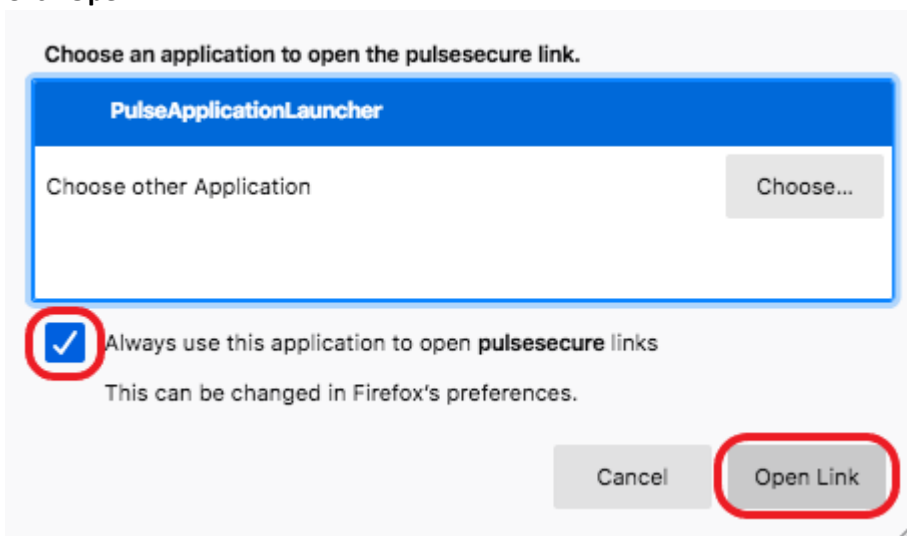 Choose an application to open the pulsesecure link.
PulseApplicationLauncher
Choose other Application
Choose...
Always use this application to open pulsesecure links
This can be changed in Firefox's preferences.
Cancel
Open Link